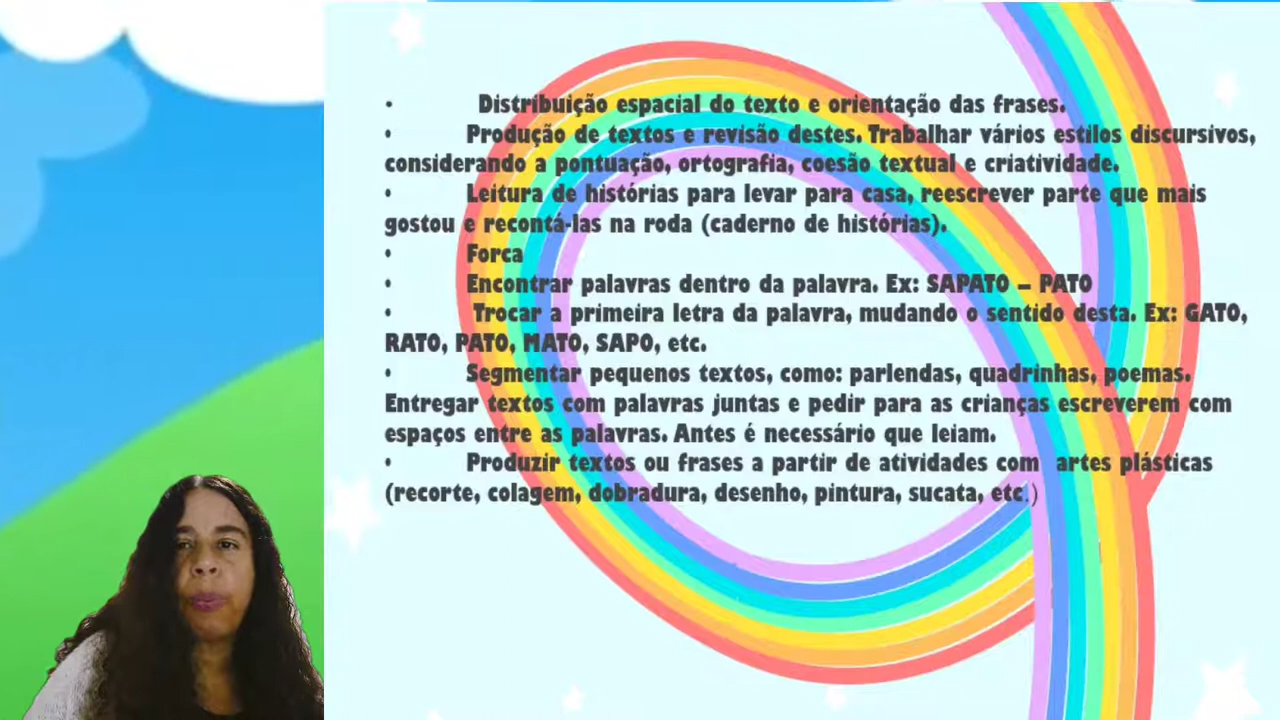 • Distribuição espacial do texto e orientação das frases.
• Produção de textos e revisão destes. Trabalhar vários estilos discursivos,
considerando a pontuação, ortografia, coesão textual e criatividade.
• Leitura de histórias para levar para casa, reescrever parte que mais
gostou e recontá-las na roda (caderno de histórias).
• Forca
• Encontrar palavras dentro da palavra. Ex: SAPATO – PATO
• Trocar a primeira letra da palavra, mudando o sentido desta. Ex: GATO,
RATO, PATO, MATO, SAPO, etc.
• Segmentar pequenos textos, como: parlendas, quadrinhas, poemas.
Entregar textos com palavras juntas e pedir para as crianças escreverem com
espaços entre as palavras. Antes é necessário que leiam.
• Produzir textos ou frases a partir de atividades com artes plásticas
(recorte, colagem, dobradura, desenho, pintura, sucata, etc.)